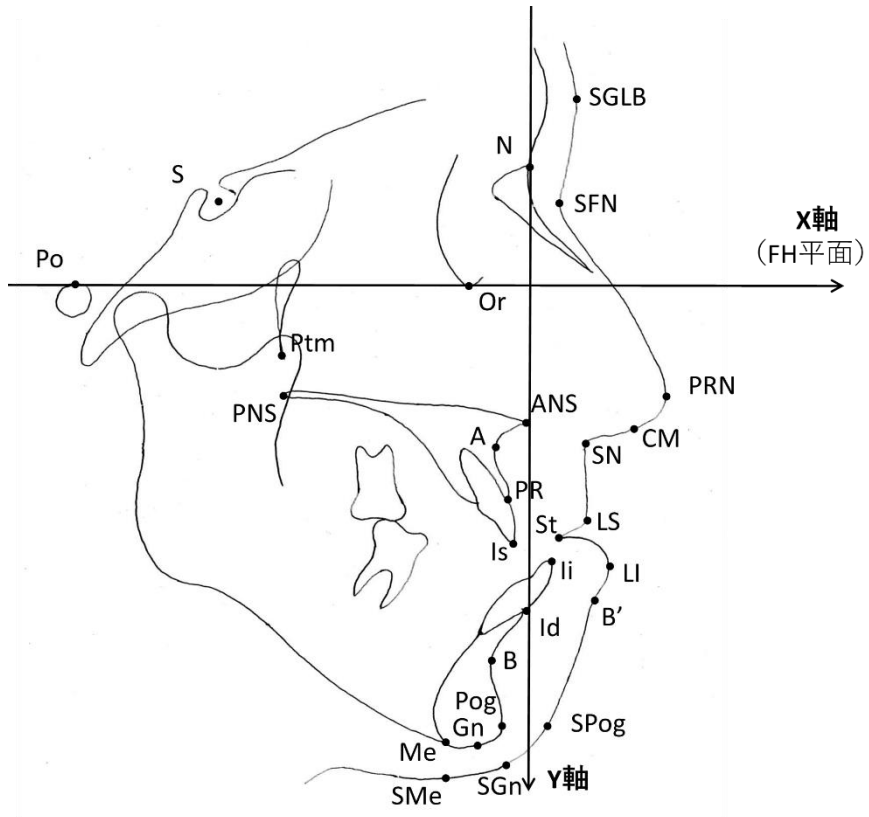 SGLB
N
S
SFN
X軸
（FH平面）
Po
Or
Ptm
PRN
PNS
ANS
A
CM
SN
PR
St
LS
Is
Ii
LI
B’
Id
B
Pog
SPog
Gn
Me
SGn
Y軸
SMe